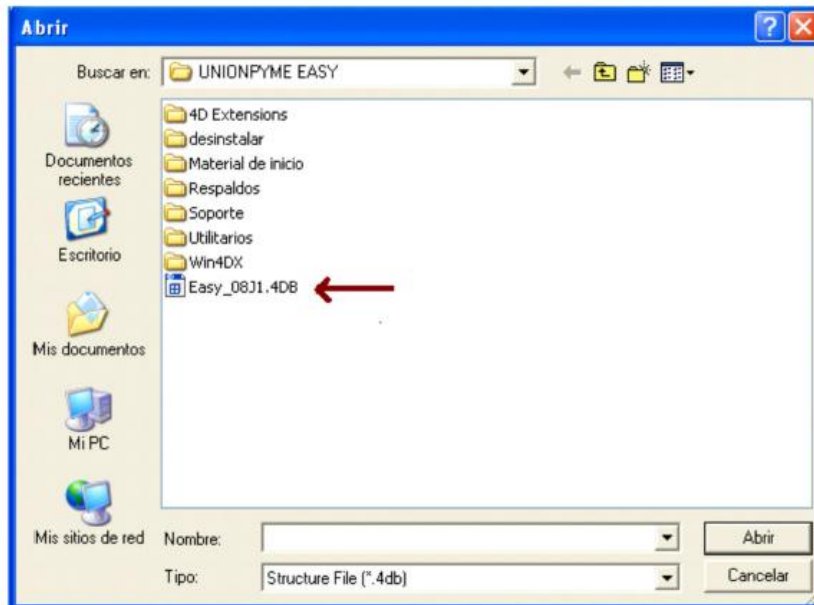 Abrir
Buscar en: UNIONPYME EASY
Documentos
recientes
Escritorio
Mis documentos
Mi PC
Mis sitios de red
4D Extensions
desinstalar
Material de inicio
Respaldos
Soporte
Utilitarios
Win4DX
Easy_08J1.4DB
Nombre:
Abrir
Tipo: Structure File (*.4db)
Cancelar